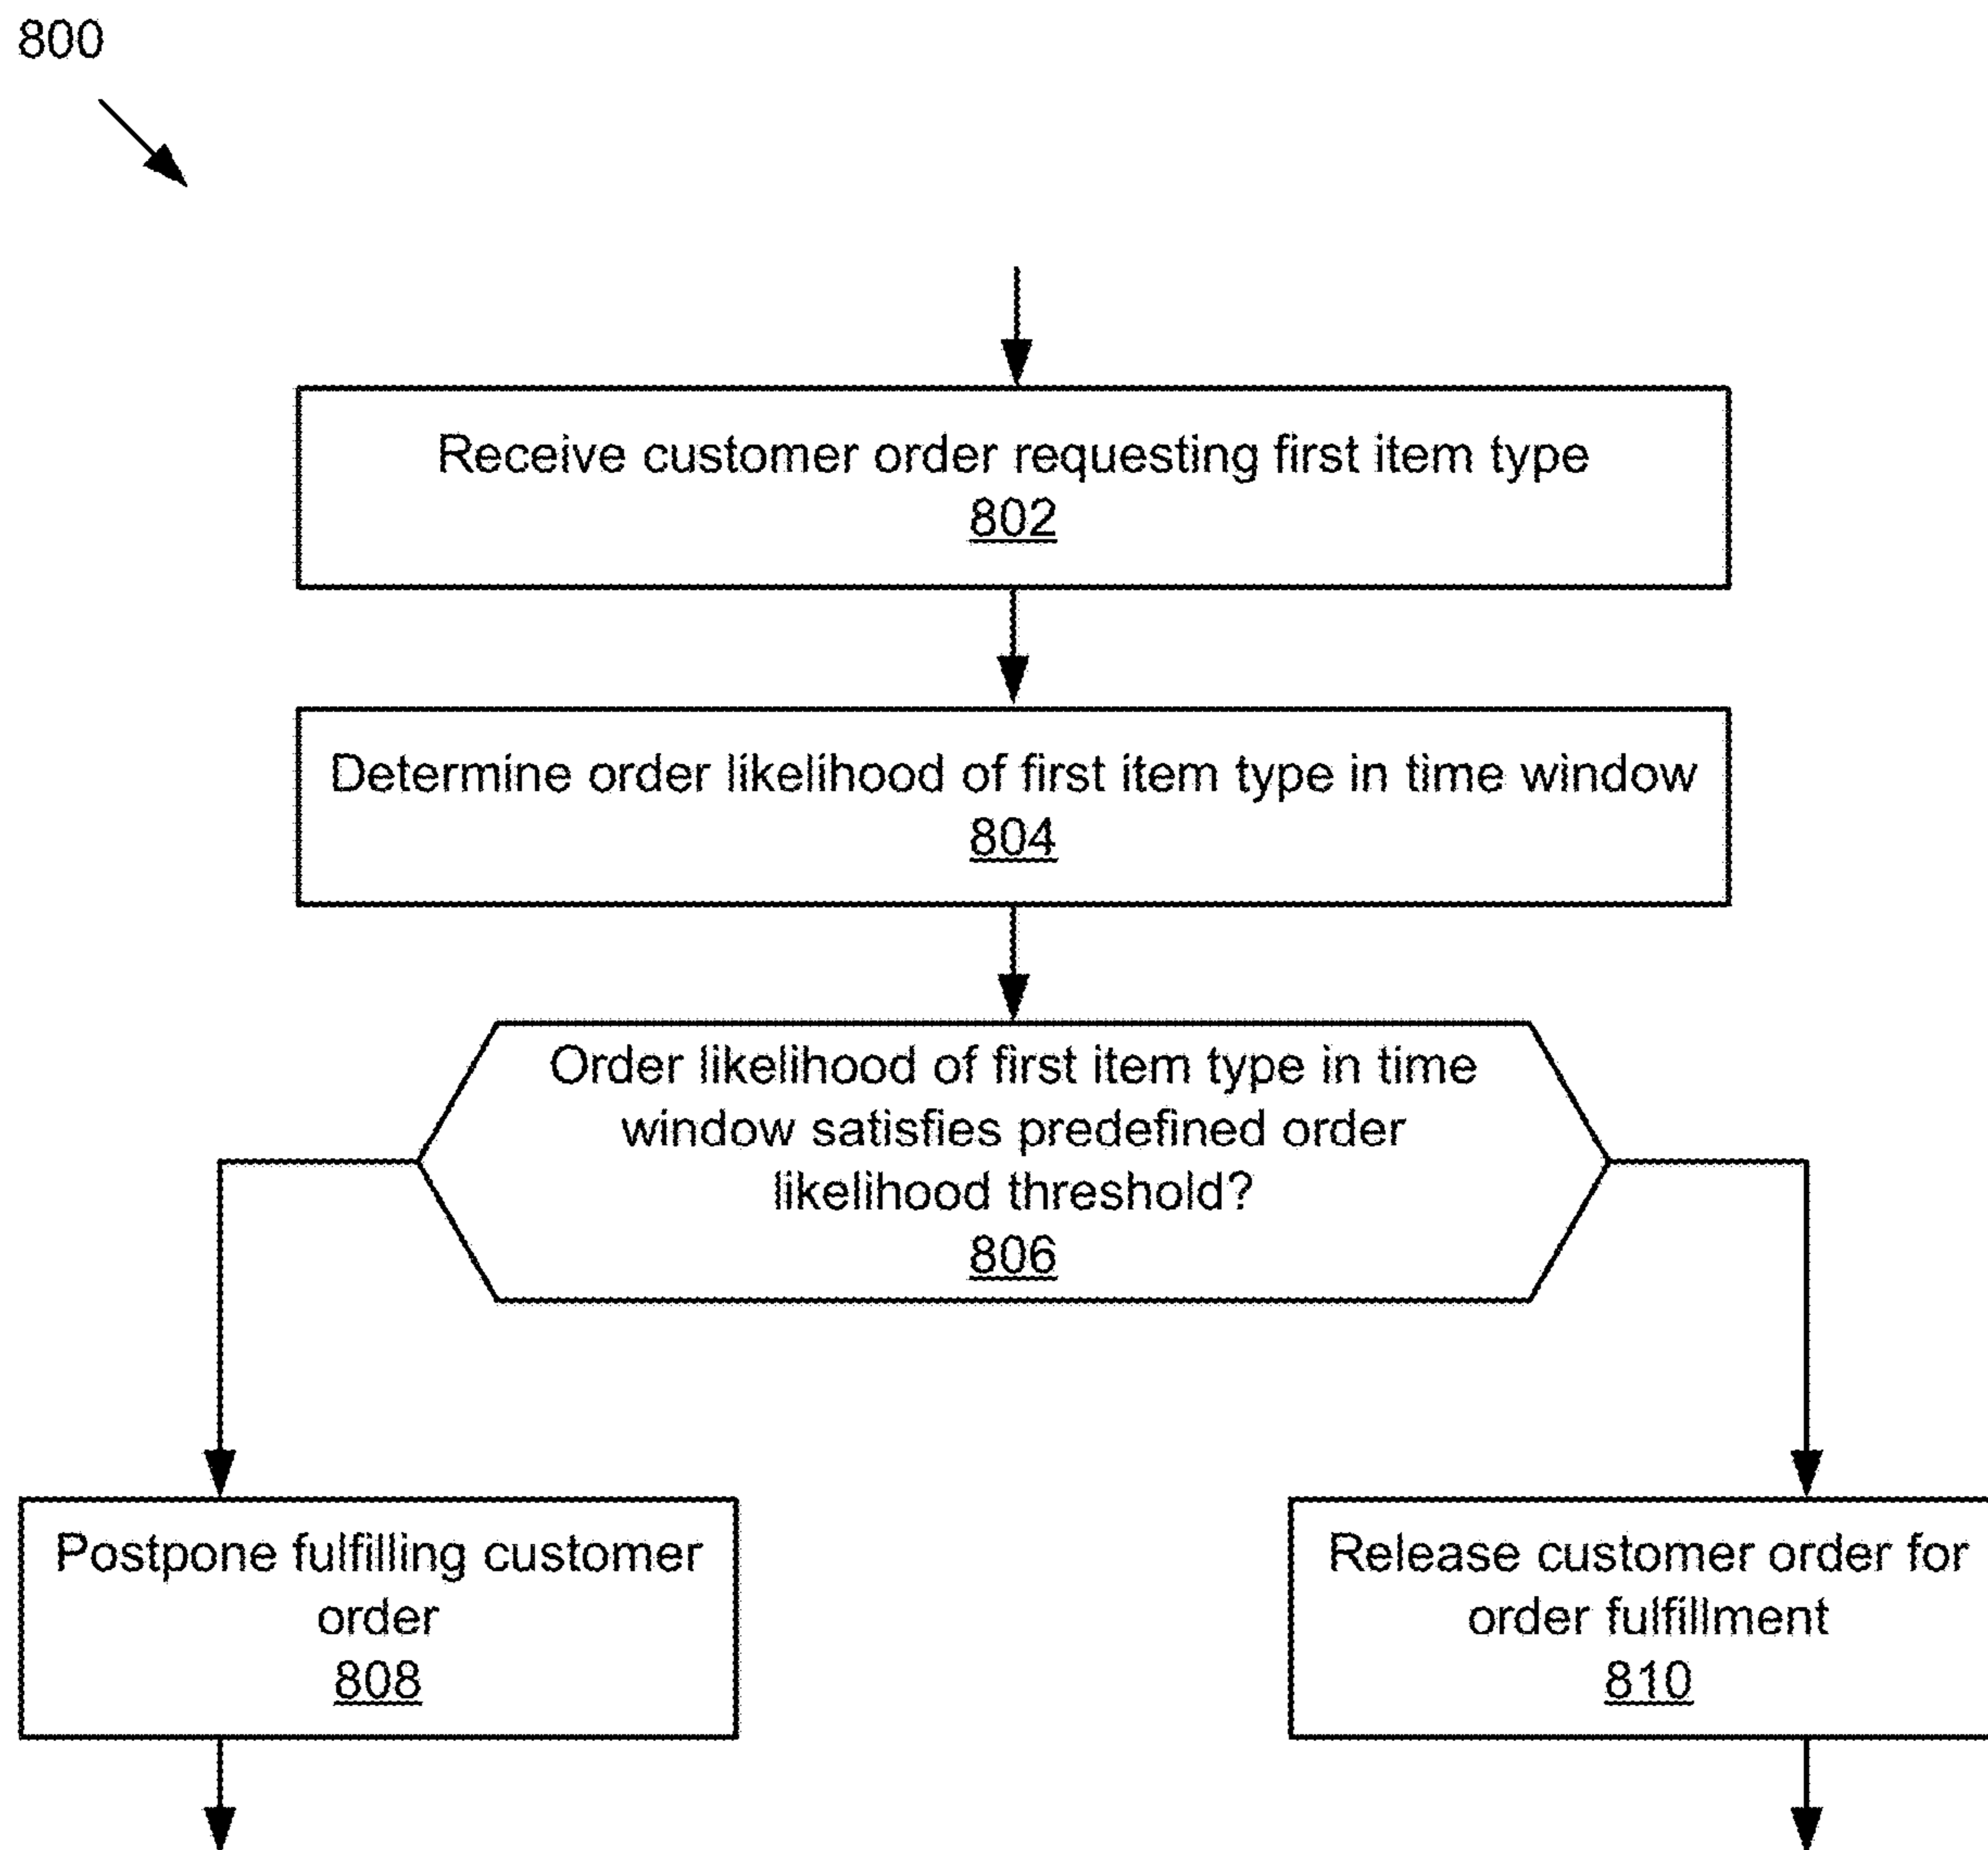 800
Receive customer order requesting first item type
802
Determine order likelihood of first item type in time window
804
Order likelihood of first item type in time
window satisfies predefined order
likelihood threshold?
806
Postpone fulfilling customer
order
808
Release customer order for
order fulfillment
810